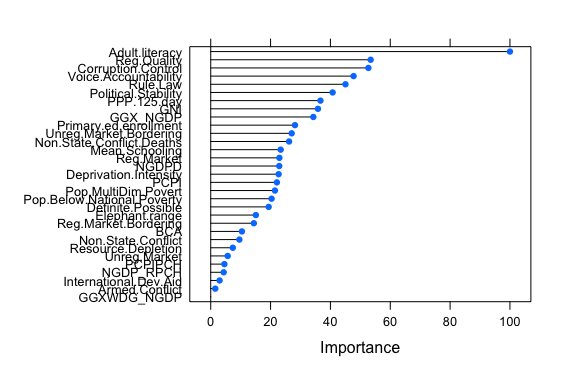 Adult.literacy
Reg.Quality
Corruption.Control
Voice.Accountability
Rule.Law
Political.Stability
PPP.125.day
GNI
GGX_NGDP
Primary.ed.enrolment
Unreg.Market.Bordering
Non.State.Conflict.Deaths
Mean.Schooling
Reg.Market
NGDPD
Deprivation.Intensity
PCPI
Pop.MultiDim.Povert
Pop.Below.National.Poverty
Definite.Possible
Elephant.range
Reg.Market.Bordering
BCA
Non.State.Conflict
Resource.Depletion
Unreg.Market
PCPIPCH
NGDP_RPCH
International.Dev.Aid
Armed.Conflict
GGXWDG_NGDP
0 20 40 60 80 100
Importance